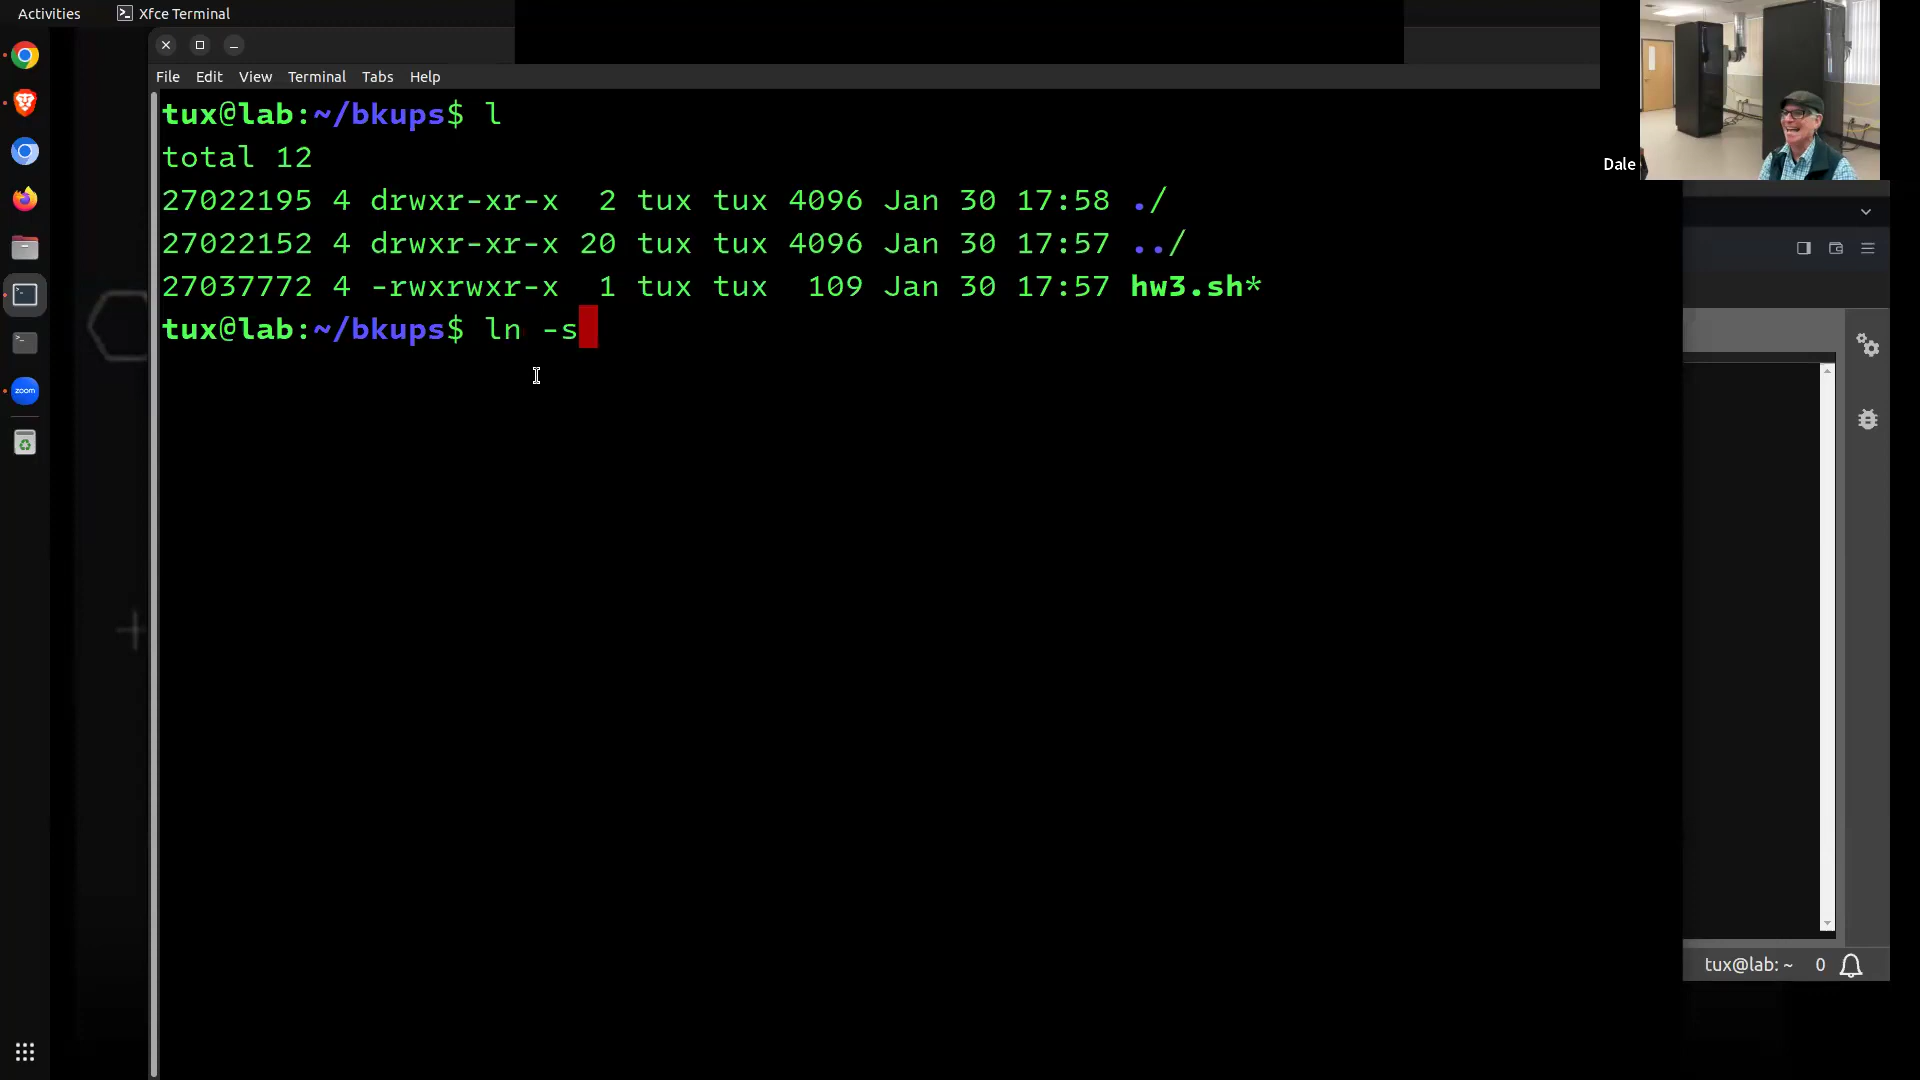 Activities
Xfce Terminal
File Edit View Terminal Tabs Help
tux@lab:~/bkups$ l
total 12
27022195 4 drwxr-xr-x  2 tux tux 4096 Jan 30 17:58 ./
27022152 4 drwxr-xr-x 20 tux tux 4096 Jan 30 17:57 ../
27037772 4 -rwxrwxr-x  1 tux tux  109 Jan 30 17:57 hw3.sh*
tux@lab:~/bkups$ ln -s
Dale
zoom
tux@lab: ~ 0